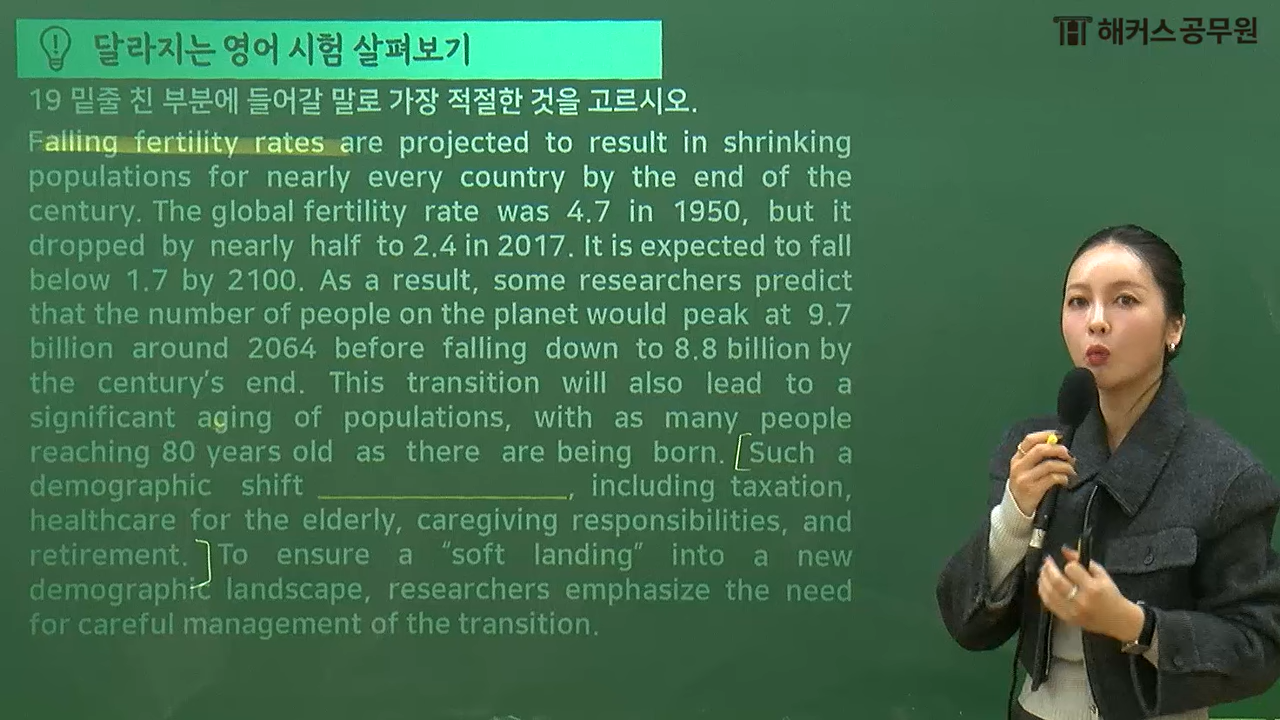 달라지는 영어 시험 살펴보기
해커스공무원
19 밑줄 친 부분에 들어갈 말로 가장 적절한 것을 고르시오.
Falling fertility rates are projected to result in shrinking
populations for nearly every country by the end of the
century. The global fertility rate was 4.7 in 1950, but it
dropped by nearly half to 2.4 in 2017. It is expected to fall
below 1.7 by 2100. As a result, some researchers predict
that the number of people on the planet would peak at 9.7
billion around 2064 before falling down to 8.8 billion by
the century's end. This transition will also lead to a
significant aging of populations, with as many people
reaching 80 years old as there are being born. [Such a
demographic shift ____________, including taxation,
healthcare for the elderly, caregiving responsibilities, and
retirement.] To ensure a “soft landing” into a new
demographic landscape, researchers emphasize the need
for careful management of the transition.